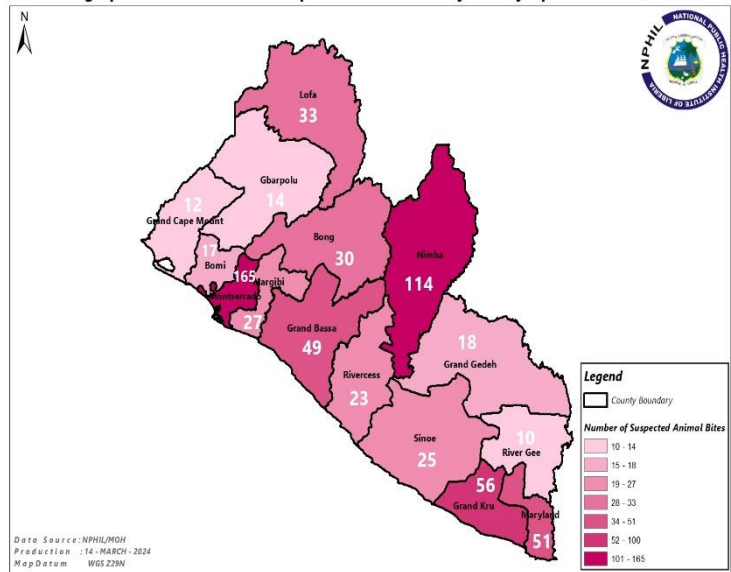 N
NPHIL
NATIONAL PUBLIC HEALTH
INSTITUTE OF LIBERIA
Lofa
33
Gbarpolu
14
12
Grand Cape Mount
17
Bomi
165
Montserrado
Margibi
27
Bong
30
Nimba
114
Grand Bassa
49
Rivercess
23
18
Grand Gedeh
Sinoe
25
10
River Gee
56
Grand Kru
Maryland
51
Legend
County Boundary
Number of Suspected Animal Bites
10 - 14
15 - 18
19 - 27
28 - 33
34 - 51
52 - 100
101 - 165
Data Source: NPHIL/MOH
Production : 14 - MARCH - 2024
Map Datum WGS Z29N